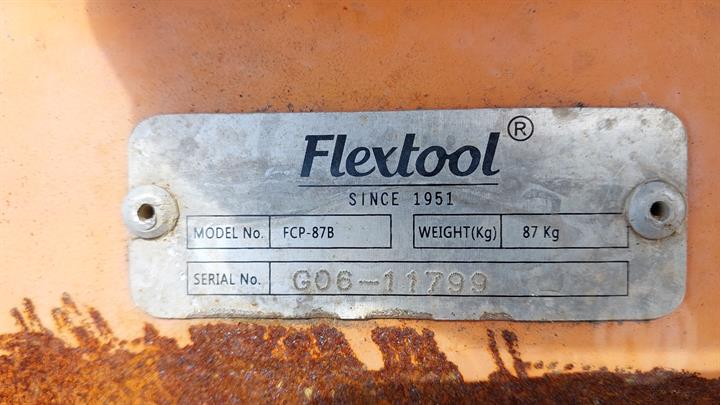 Flextool®
SINCE 1951
MODEL No. FCP-87B WEIGHT(Kg) 87 Kg
SERIAL No. G06-11799